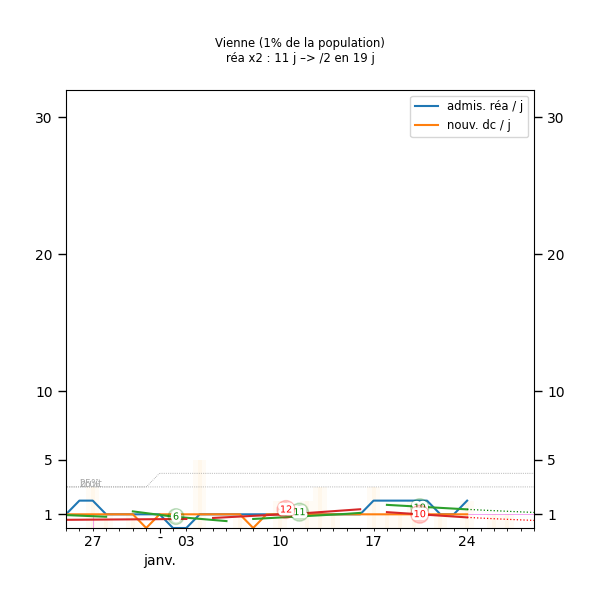 Vienne (1% de la population)
réa x2 : 11 j –> /2 en 19 j
admis. réa / j
nouv. dc / j
30 30
20 20
10 10
5 5
1 1
6
12
11
10
27 - 03 10 17 24
janv.